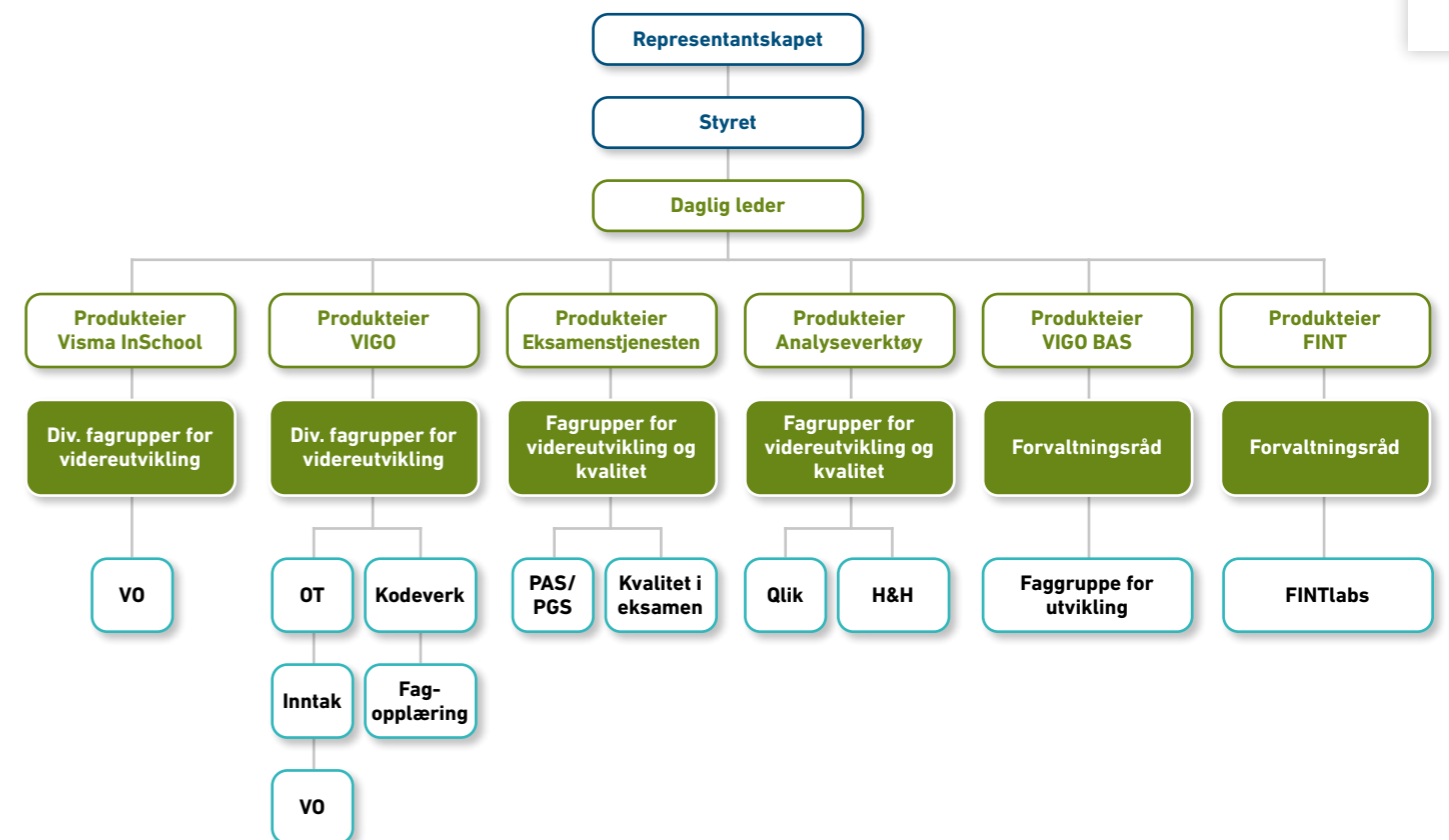 Representantskapet
Styret
Daglig leder
Produkteier
Visma InSchool
Produkteier
VIGO
Produkteier
Eksamenstjenesten
Produkteier
Analyseverktøy
Produkteier
VIGO BAS
Produkteier
FINT
Div. fagrupper for
videreutvikling
Div. fagrupper for
videreutvikling
Fagrupper for
videreutvikling og
kvalitet
Fagrupper for
videreutvikling og
kvalitet
Forvaltningsråd
Forvaltningsråd
VO
OT
Kodeverk
PAS/
PGS
Kvalitet i
eksamen
Qlik
H&H
Faggruppe for
utvikling
FINTlabs
Inntak
Fag-
opplæring
VO